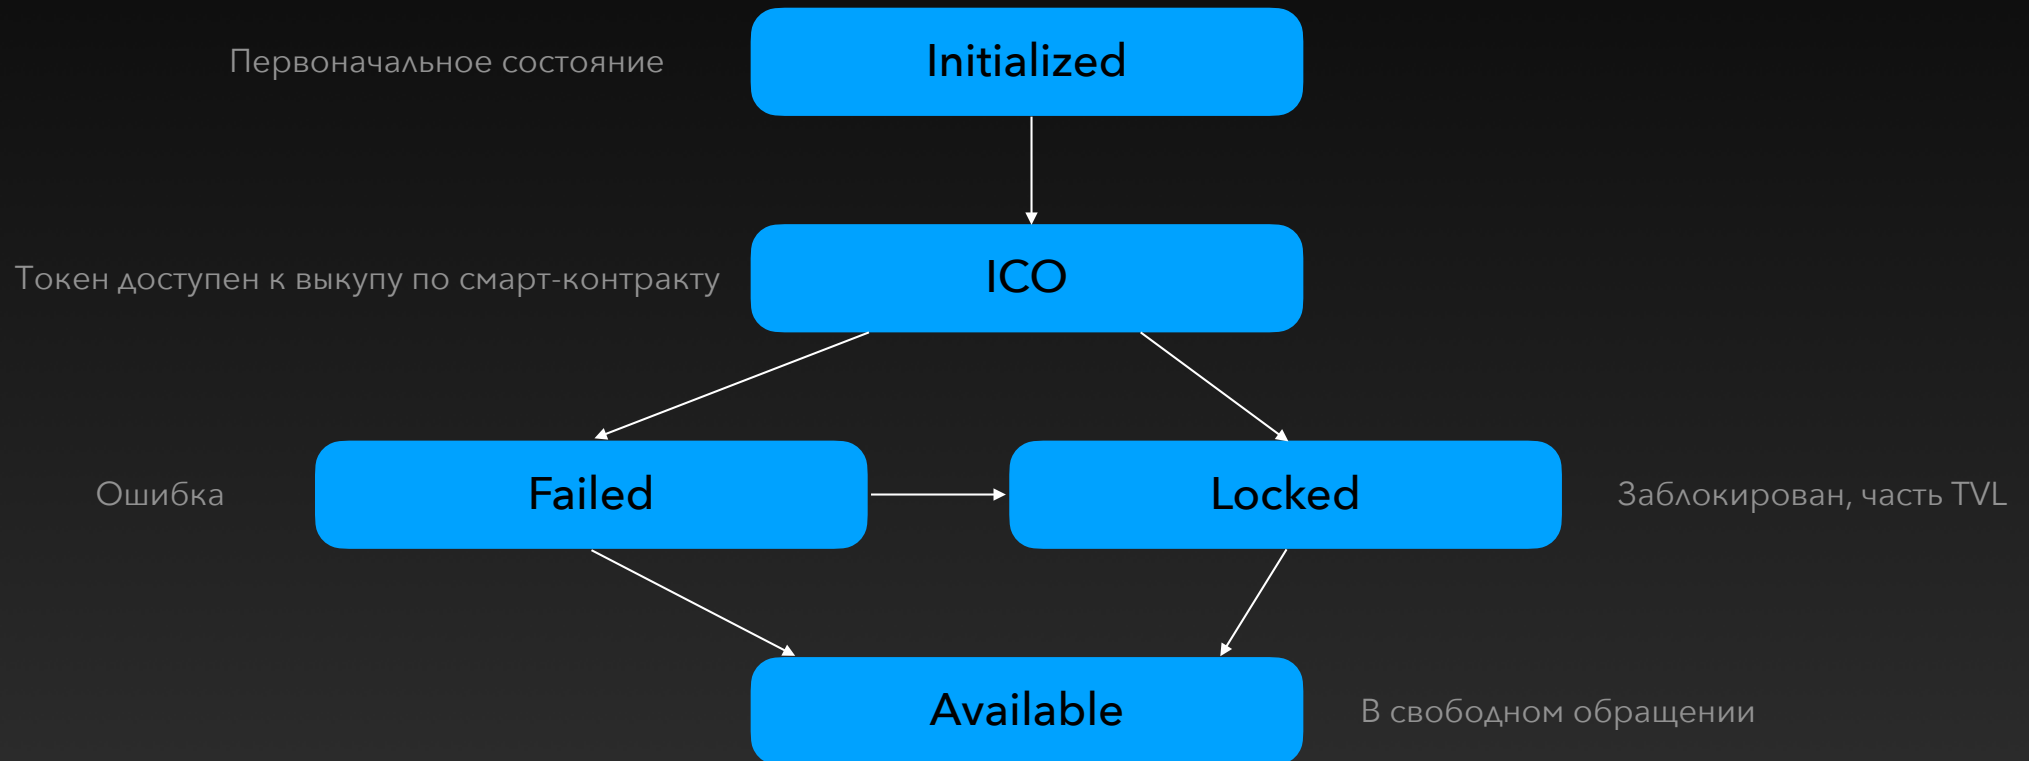 Первоначальное состояние
Initialized
Токен доступен к выкупу по смарт-контракту
ICO
Ошибка
Failed
Locked
Заблокирован, часть TVL
Available
В свободном обращении